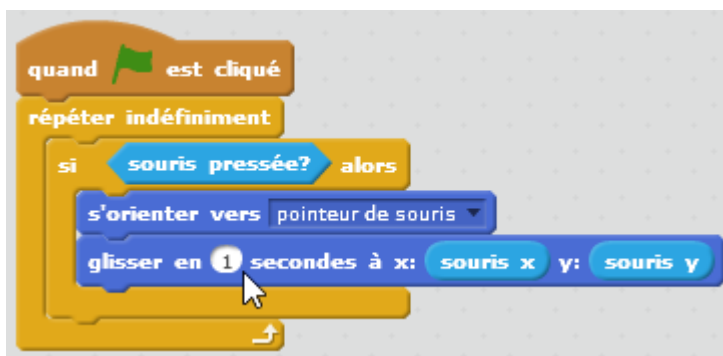 quand est cliqué
répéter indéfiniment
si souris pressée? alors
s'orienter vers pointeur de souris
glisser en 1 secondes à x: souris x y: souris y